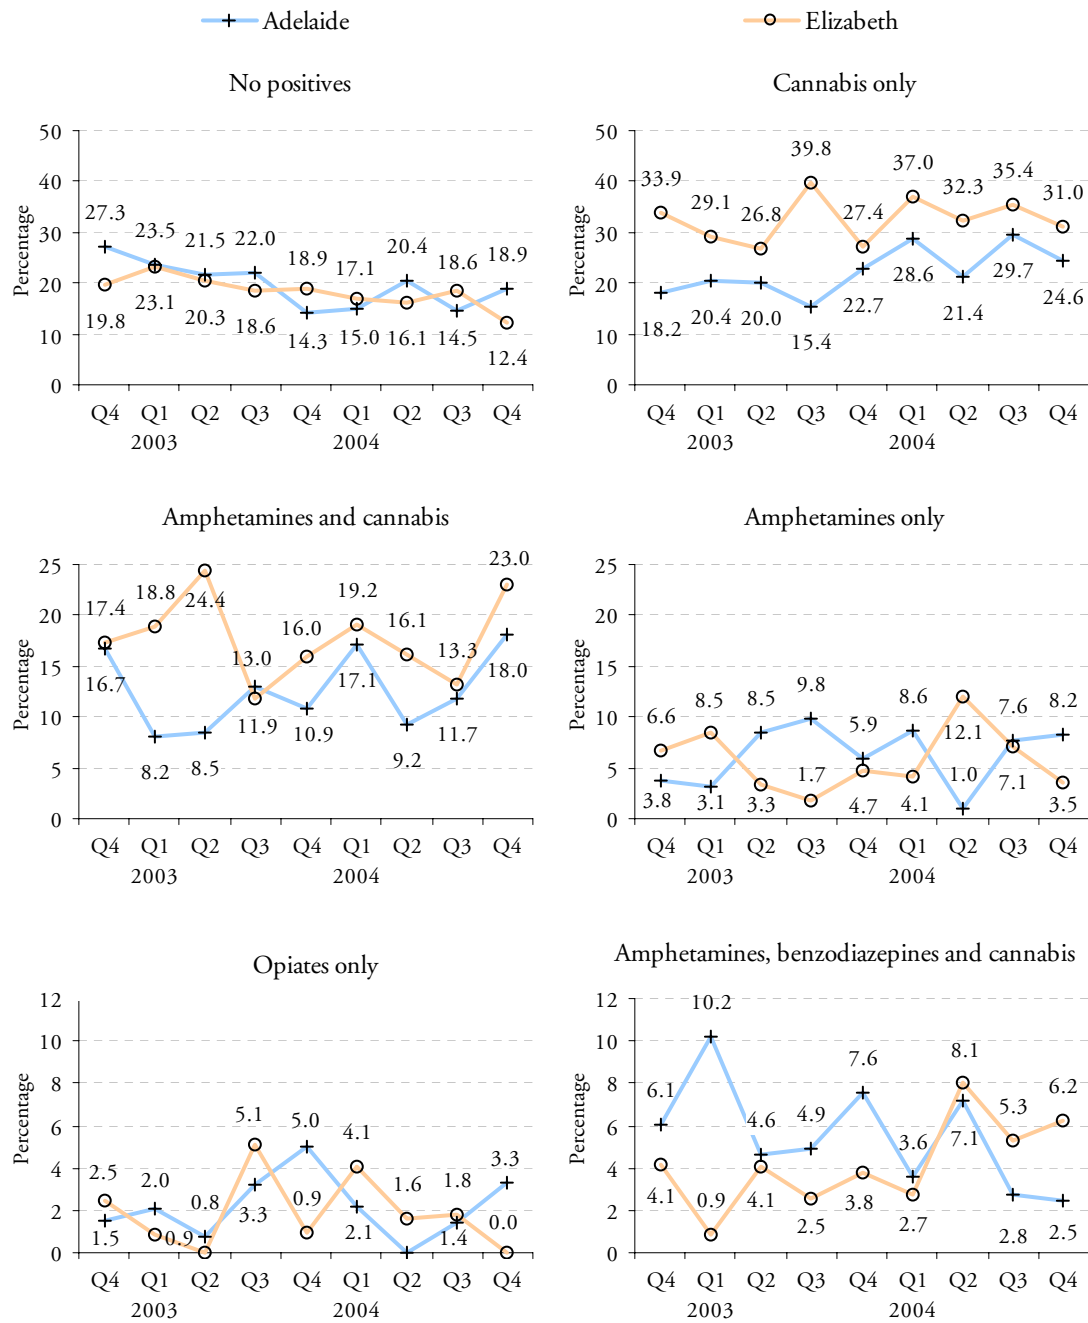 Adelaide Elizabeth
No positives
50
40
30
20
10
0
Percentage
27.3 23.5 21.5 22.0 18.9 17.1 20.4 18.6 18.9
19.8 23.1 20.3 18.6 14.3 15.0 16.1 14.5 12.4
Q4 Q1 Q2 Q3 Q4 Q1 Q2 Q3 Q4
2003 2004
Cannabis only
50
40
30
20
10
0
Percentage
33.9 29.1 26.8 39.8 27.4 37.0 32.3 35.4 31.0
18.2 20.4 20.0 15.4 22.7 28.6 21.4 29.7 24.6
Q4 Q1 Q2 Q3 Q4 Q1 Q2 Q3 Q4
2003 2004
Amphetamines and cannabis
25
20
15
10
5
0
Percentage
17.4 18.8 24.4 13.0 16.0 19.2 16.1 13.3 23.0
16.7 8.2 8.5 11.9 10.9 17.1 9.2 11.7 18.0
Q4 Q1 Q2 Q3 Q4 Q1 Q2 Q3 Q4
2003 2004
Amphetamines only
25
20
15
10
5
0
Percentage
6.6 8.5 8.5 9.8 5.9 8.6 12.1 7.6 8.2
3.8 3.1 3.3 1.7 4.7 4.1 1.0 7.1 3.5
Q4 Q1 Q2 Q3 Q4 Q1 Q2 Q3 Q4
2003 2004
Opiates only
12
10
8
6
4
2
0
Percentage
2.5 2.0 0.8 5.1 5.0 4.1 1.6 1.8 3.3
1.5 0.9 3.3 0.9 2.1 1.4 0.0
Q4 Q1 Q2 Q3 Q4 Q1 Q2 Q3 Q4
2003 2004
Amphetamines, benzodiazepines and cannabis
12
10
8
6
4
2
0
Percentage
6.1 10.2 4.6 4.9 7.6 3.6 8.1 5.3 6.2
4.1 0.9 4.1 2.5 3.8 2.7 7.1 2.8 2.5
Q4 Q1 Q2 Q3 Q4 Q1 Q2 Q3 Q4
2003 2004